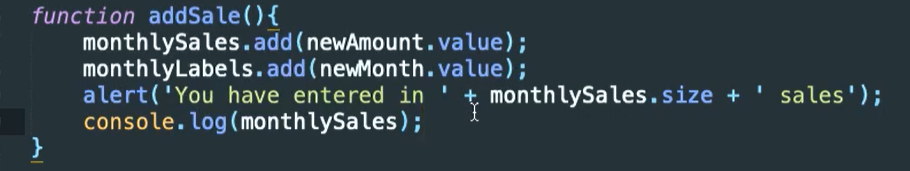 function addSale(){
    monthlySales.add(newAmount.value);
    monthlyLabels.add(newMonth.value);
    alert('You have entered in ' + monthlySales.size + ' sales');
    console.log(monthlySales);
}